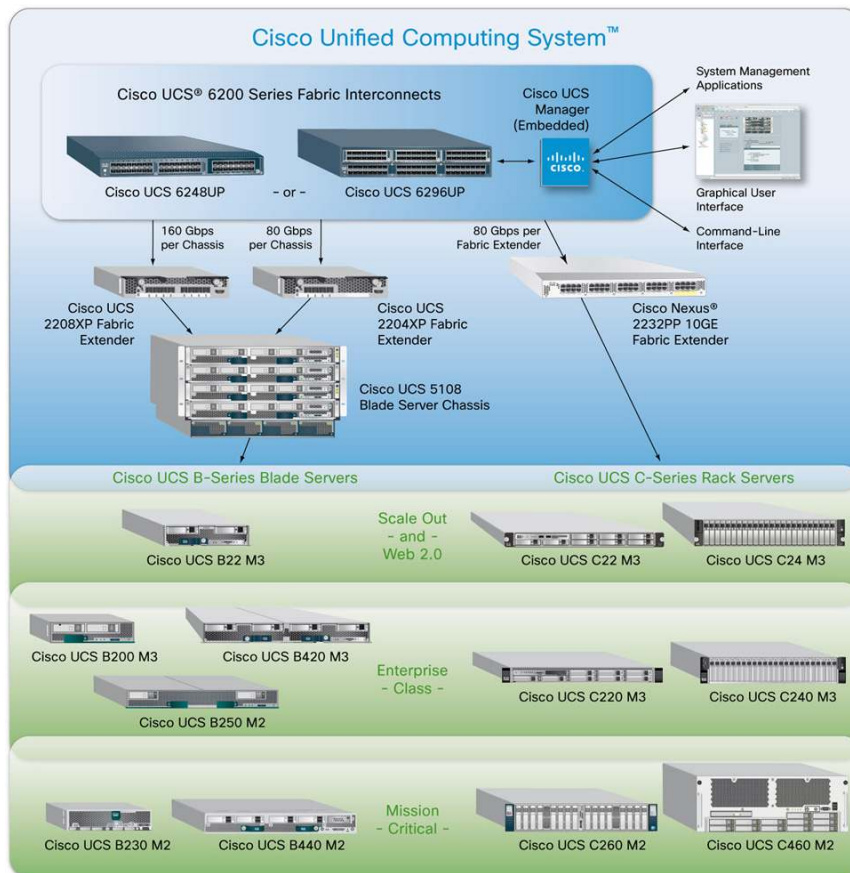 Cisco Unified Computing System™
Cisco UCS® 6200 Series Fabric Interconnects
Cisco UCS
Manager
(Embedded)
System Management
Applications
CISCO.
Cisco UCS 6248UP
- or -
Cisco UCS 6296UP
Graphical User
Interface
Command-Line
Interface
160 Gbps
per Chassis
80 Gbps
per Chassis
80 Gbps per
Fabric Extender
Cisco UCS
2208XP Fabric
Extender
Cisco UCS
2204XP Fabric
Extender
Cisco Nexus®
2232PP 10GE
Fabric Extender
Cisco UCS 5108
Blade Server Chassis
Cisco UCS B-Series Blade Servers
Cisco UCS C-Series Rack Servers
Scale Out
- and -
Web 2.0
Cisco UCS B22 M3
Cisco UCS C22 M3
Cisco UCS C24 M3
Cisco UCS B200 M3
Cisco UCS B420 M3
Enterprise
- Class -
Cisco UCS C220 M3
Cisco UCS C240 M3
Cisco UCS B250 M2
Mission
- Critical -
Cisco UCS B230 M2
Cisco UCS B440 M2
Cisco UCS C260 M2
Cisco UCS C460 M2